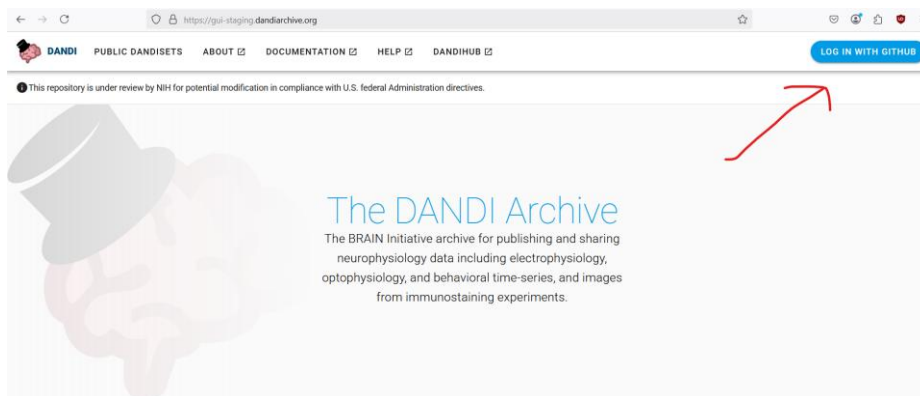 https://gui-staging.dandiarchive.org
DANDI PUBLIC DANDISETS ABOUT DOCUMENTATION HELP DANDIHUB LOG IN WITH GITHUB
This repository is under review by NIH for potential modification in compliance with U.S. federal Administration directives.
The DANDI Archive
The BRAIN Initiative archive for publishing and sharing
neurophysiology data including electrophysiology,
optophysiology, and behavioral time-series, and images
from immunostaining experiments.